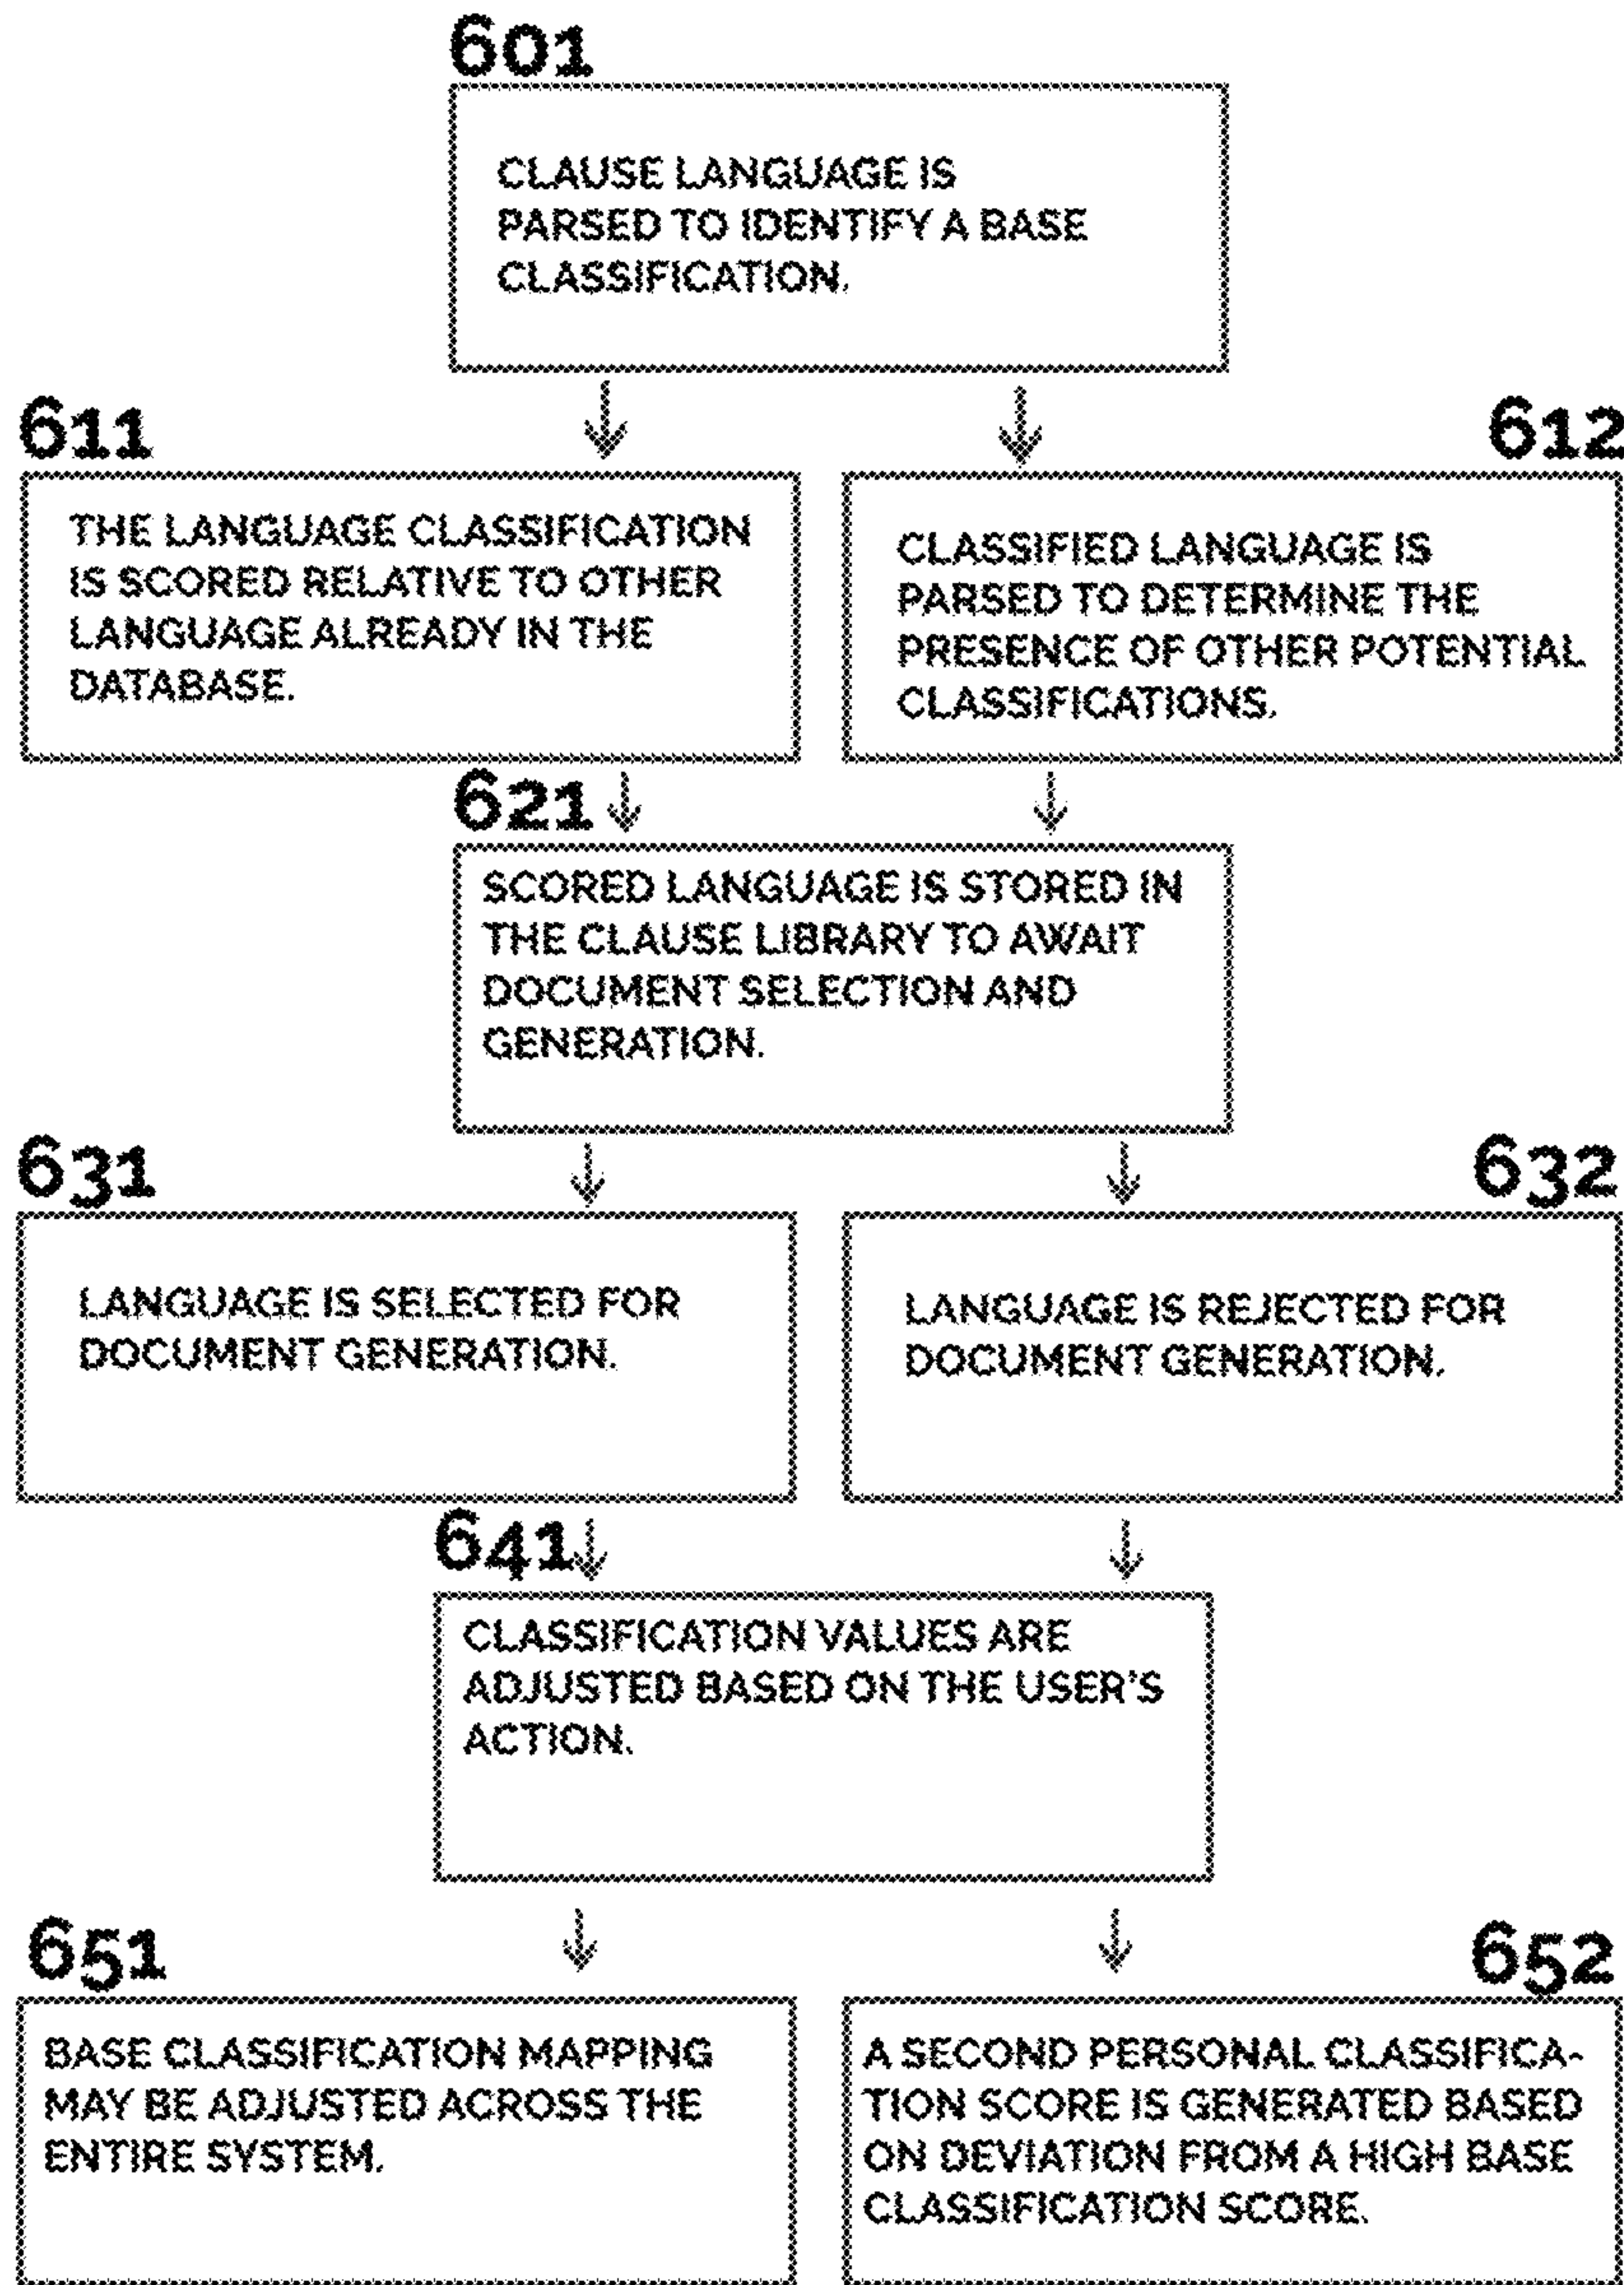 601
CLAUSE LANGUAGE IS
PARSED TO IDENTIFY A BASE
CLASSIFICATION.
611
THE LANGUAGE CLASSIFICATION
IS SCORED RELATIVE TO OTHER
LANGUAGE ALREADY IN THE
DATABASE.
612
CLASSIFIED LANGUAGE IS
PARSED TO DETERMINE THE
PRESENCE OF OTHER POTENTIAL
CLASSIFICATIONS.
621
SCORED LANGUAGE IS STORED IN
THE CLAUSE LIBRARY TO AWAIT
DOCUMENT SELECTION AND
GENERATION.
631
LANGUAGE IS SELECTED FOR
DOCUMENT GENERATION.
632
LANGUAGE IS REJECTED FOR
DOCUMENT GENERATION.
641
CLASSIFICATION VALUES ARE
ADJUSTED BASED ON THE USER'S
ACTION.
651
BASE CLASSIFICATION MAPPING
MAY BE ADJUSTED ACROSS THE
ENTIRE SYSTEM.
652
A SECOND PERSONAL CLASSIFICA-
TION SCORE IS GENERATED BASED
ON DEVIATION FROM A HIGH BASE
CLASSIFICATION SCORE.